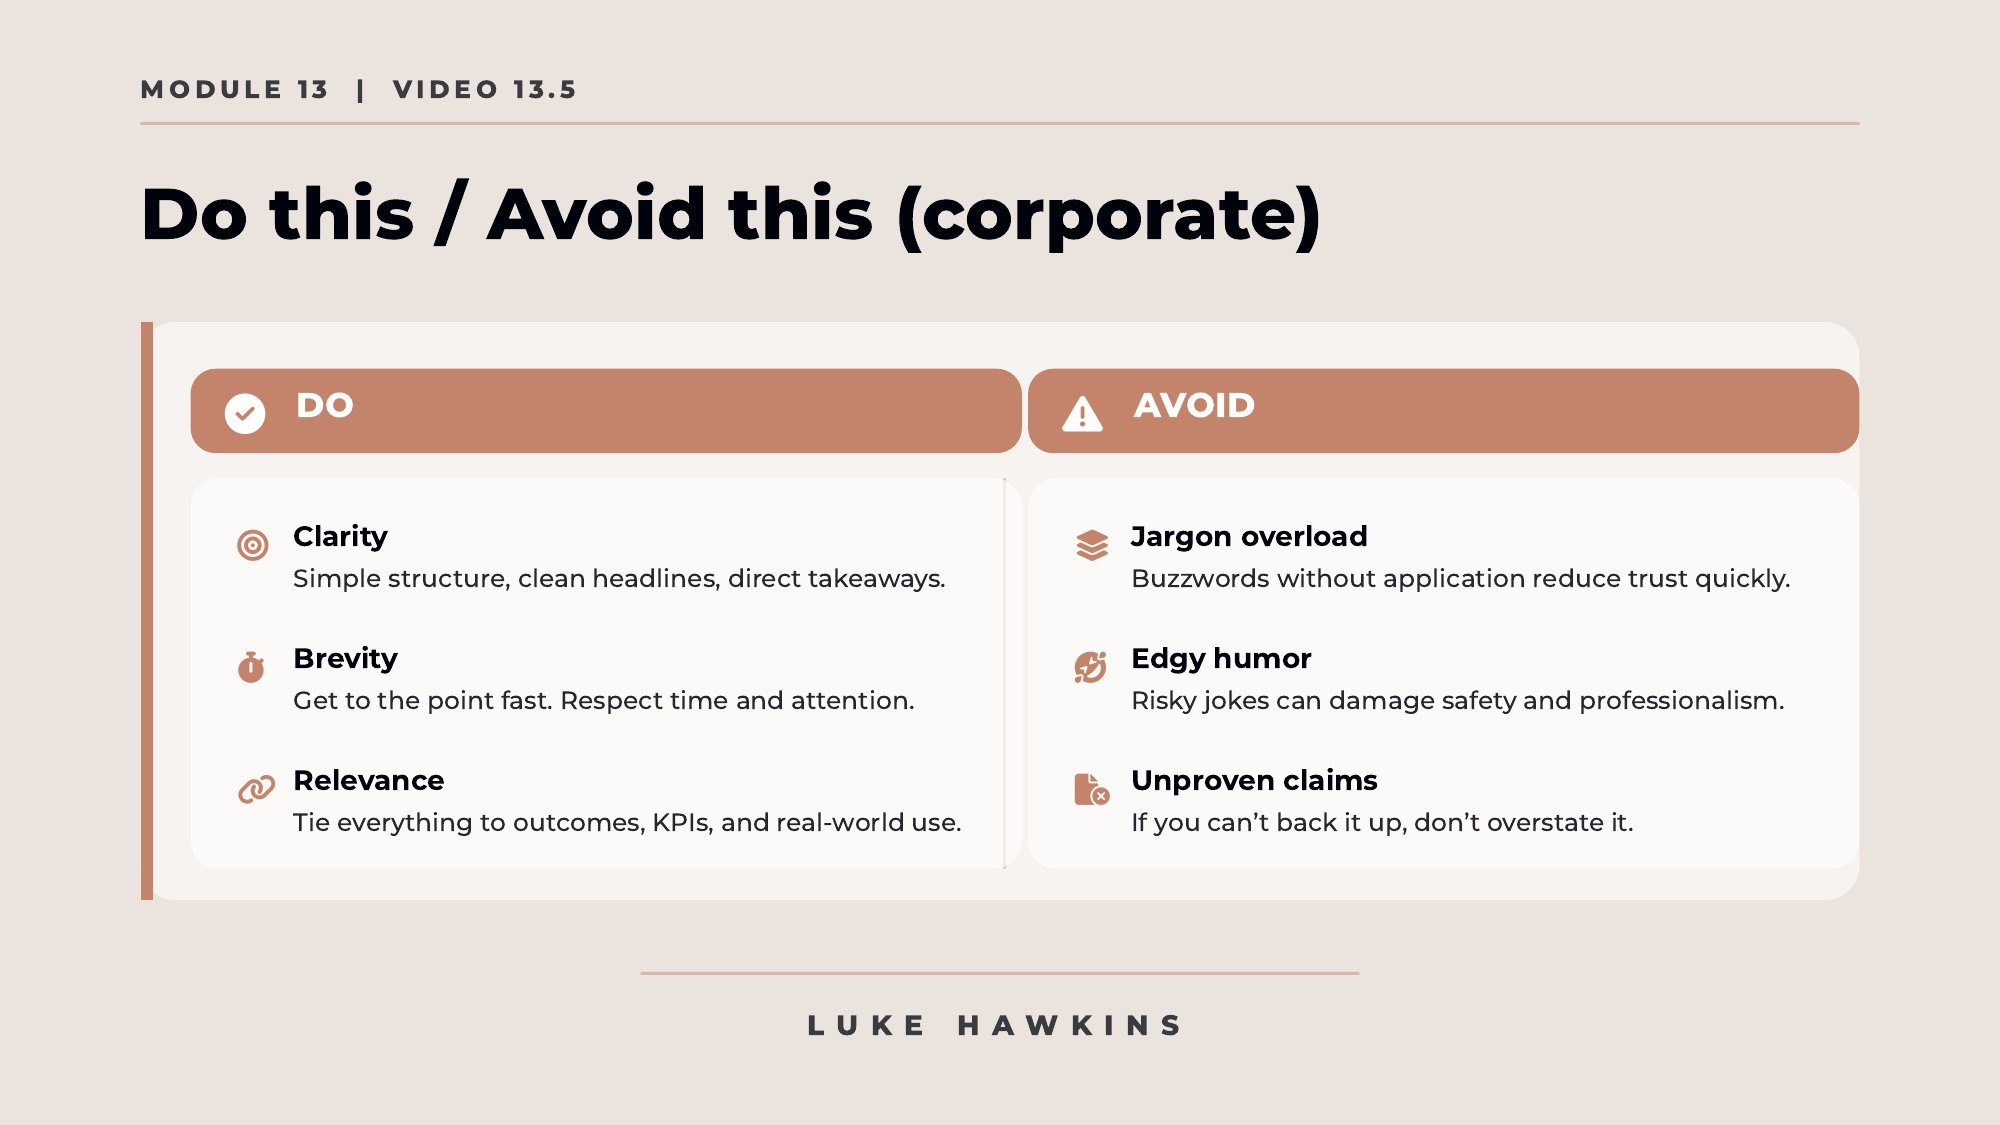 MODULE 13 | VIDEO 13.5
Do this / Avoid this (corporate)
DO
Clarity
Simple structure, clean headlines, direct takeaways.
Brevity
Get to the point fast. Respect time and attention.
Relevance
Tie everything to outcomes, KPIs, and real-world use.
AVOID
Jargon overload
Buzzwords without application reduce trust quickly.
Edgy humor
Risky jokes can damage safety and professionalism.
Unproven claims
If you can’t back it up, don’t overstate it.
LUKE HAWKINS